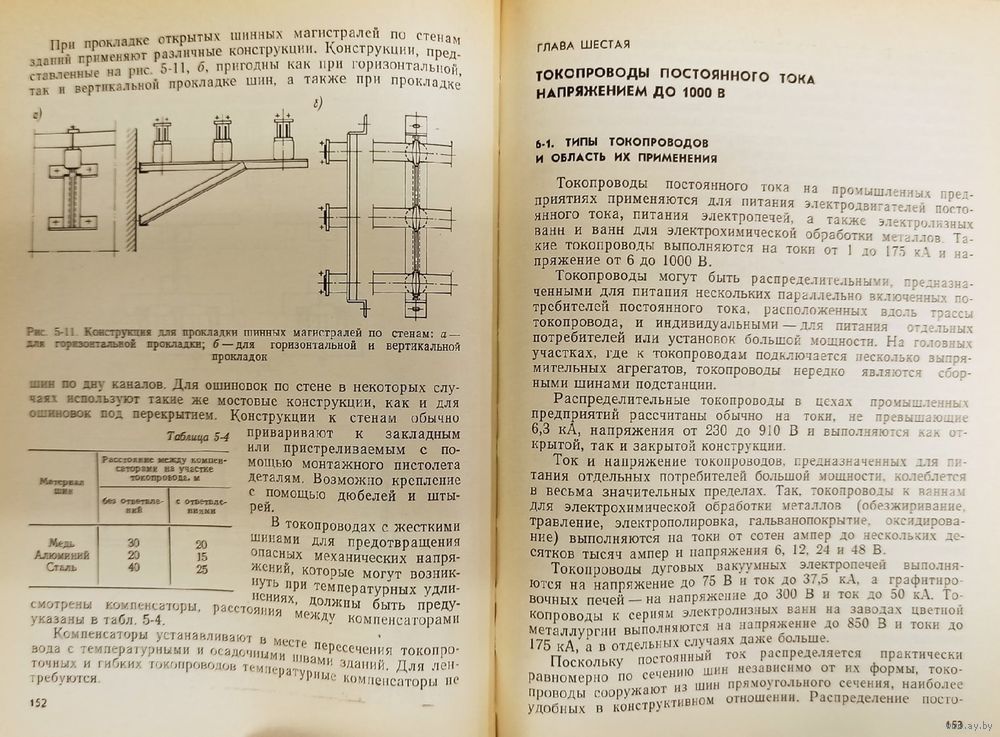 При прокладке открытых шинных магистралей по стенам
зданий применяют различные конструкции. Конструкции, пред-
ставленные на рис. 5-11, б, пригодны как при горизонтальной,
так и вертикальной прокладке шин, а также при прокладке
а)
б)
Рис. 5-11. Конструкция для прокладки шинных магистралей по стенам: а —
для горизонтальной прокладки; б — для горизонтальной и вертикальной
прокладок
шин по дну каналов. Для ошиновок по стене в некоторых слу-
чаях используют такие же мостовые конструкции, как и для
ошиновок под перекрытием. Конструкции к стенам обычно
приваривают к закладным
или пристреливаемым с по-
мощью монтажного пистолета
деталям. Возможно крепление
с помощью дюбелей и шты-
рей.
В токопроводах с жесткими
шинами для предотвращения
опасных механических напря-
жений, которые могут возник-
нуть при температурных удли-
нениях, должны быть преду-
Таблица 5-4
Материал
шин
Расстояние между компен-
саторами на участке
токопровода, м
без ответвле-
ний
с ответвле-
ниями
Медь 30 20
Алюминий 20 15
Сталь 40 25
смотрены компенсаторы, расстояния между компенсаторами
указаны в табл. 5-4.
Компенсаторы устанавливают в месте пересечения токопро-
вода с температурными и осадочными швами зданий. Для лен-
точных и гибких токопроводов температурные компенсаторы не
требуются.
152
ГЛАВА ШЕСТАЯ
ТОКОПРОВОДЫ ПОСТОЯННОГО ТОКА
НАПРЯЖЕНИЕМ ДО 1000 В
6-1. ТИПЫ ТОКОПРОВОДОВ
И ОБЛАСТЬ ИХ ПРИМЕНЕНИЯ
Токопроводы постоянного тока на промышленных пред-
приятиях применяются для питания электродвигателей посто-
янного тока, питания электропечей, а также электролизных
ванн и ванн для электрохимической обработки металлов. Та-
кие токопроводы выполняются на токи от 1 до 175 кА и на-
пряжение от 6 до 1000 В.
Токопроводы могут быть распределительными, предназна-
ченными для питания нескольких параллельно включенных по-
требителей постоянного тока, расположенных вдоль трассы
токопровода, и индивидуальными — для питания отдельных
потребителей или установок большой мощности. На головных
участках, где к токопроводам подключается несколько выпря-
мительных агрегатов, токопроводы нередко являются сбор-
ными шинами подстанции.
Распределительные токопроводы в цехах промышленных
предприятий рассчитаны обычно на токи, не превышающие
6,3 кА, напряжения от 230 до 910 В и выполняются как от-
крытой, так и закрытой конструкции.
Ток и напряжение токопроводов, предназначенных для пи-
тания отдельных потребителей большой мощности, колеблется
в весьма значительных пределах. Так, токопроводы к ваннам
для электрохимической обработки металлов (обезжиривание,
травление, электрополировка, гальванопокрытие, оксидирова-
ние) выполняются на токи от сотен ампер до нескольких де-
сятков тысяч ампер и напряжения 6, 12, 24 и 48 В.
Токопроводы дуговых вакуумных электропечей выполня-
ются на напряжение до 75 В и ток до 37,5 кА, а графитиро-
вочных печей — на напряжение до 300 В и ток до 50 кА. То-
копроводы к сериям электролизных ванн на заводах цветной
металлургии выполняются на напряжение до 850 В и токи до
175 кА, а в отдельных случаях даже больше.
Поскольку постоянный ток распределяется практически
равномерно по сечению шин независимо от их формы, токо-
проводы сооружают из шин прямоугольного сечения, наиболее
удобных в конструктивном отношении. Распределение посто-
153